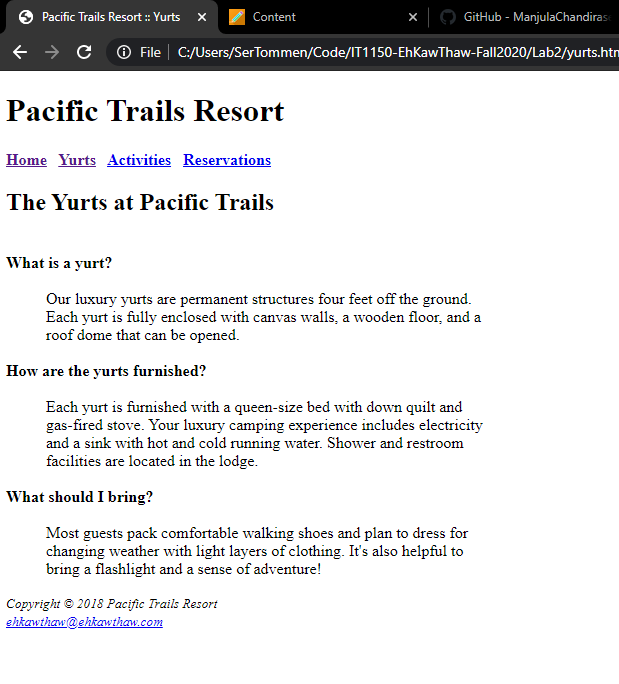 Pacific Trails Resort :: Yurts
Content
GitHub - ManjulaChandiras
File
C:/Users/SerTommen/Code/IT1150-EhKawThaw-Fall2020/Lab2/yurts.htm
Pacific Trails Resort
Home Yurts Activities Reservations
The Yurts at Pacific Trails
What is a yurt?
Our luxury yurts are permanent structures four feet off the ground.
Each yurt is fully enclosed with canvas walls, a wooden floor, and a
roof dome that can be opened.
How are the yurts furnished?
Each yurt is furnished with a queen-size bed with down quilt and
gas-fired stove. Your luxury camping experience includes electricity
and a sink with hot and cold running water. Shower and restroom
facilities are located in the lodge.
What should I bring?
Most guests pack comfortable walking shoes and plan to dress for
changing weather with light layers of clothing. It's also helpful to
bring a flashlight and a sense of adventure!
Copyright © 2018 Pacific Trails Resort
ehkawthaw@ehkawthaw.com